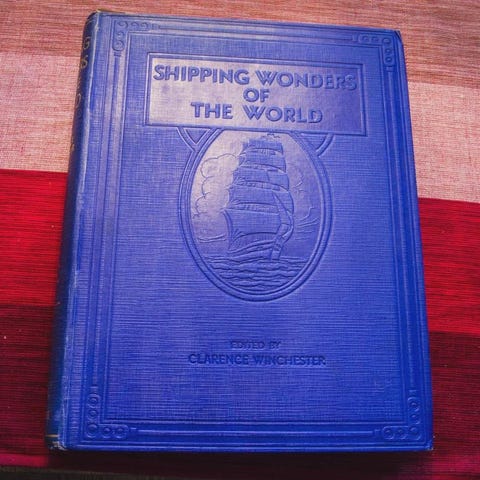 SHIPPING WONDERS
OF
THE WORLD
EDITED BY
CLARENCE WINCHESTER